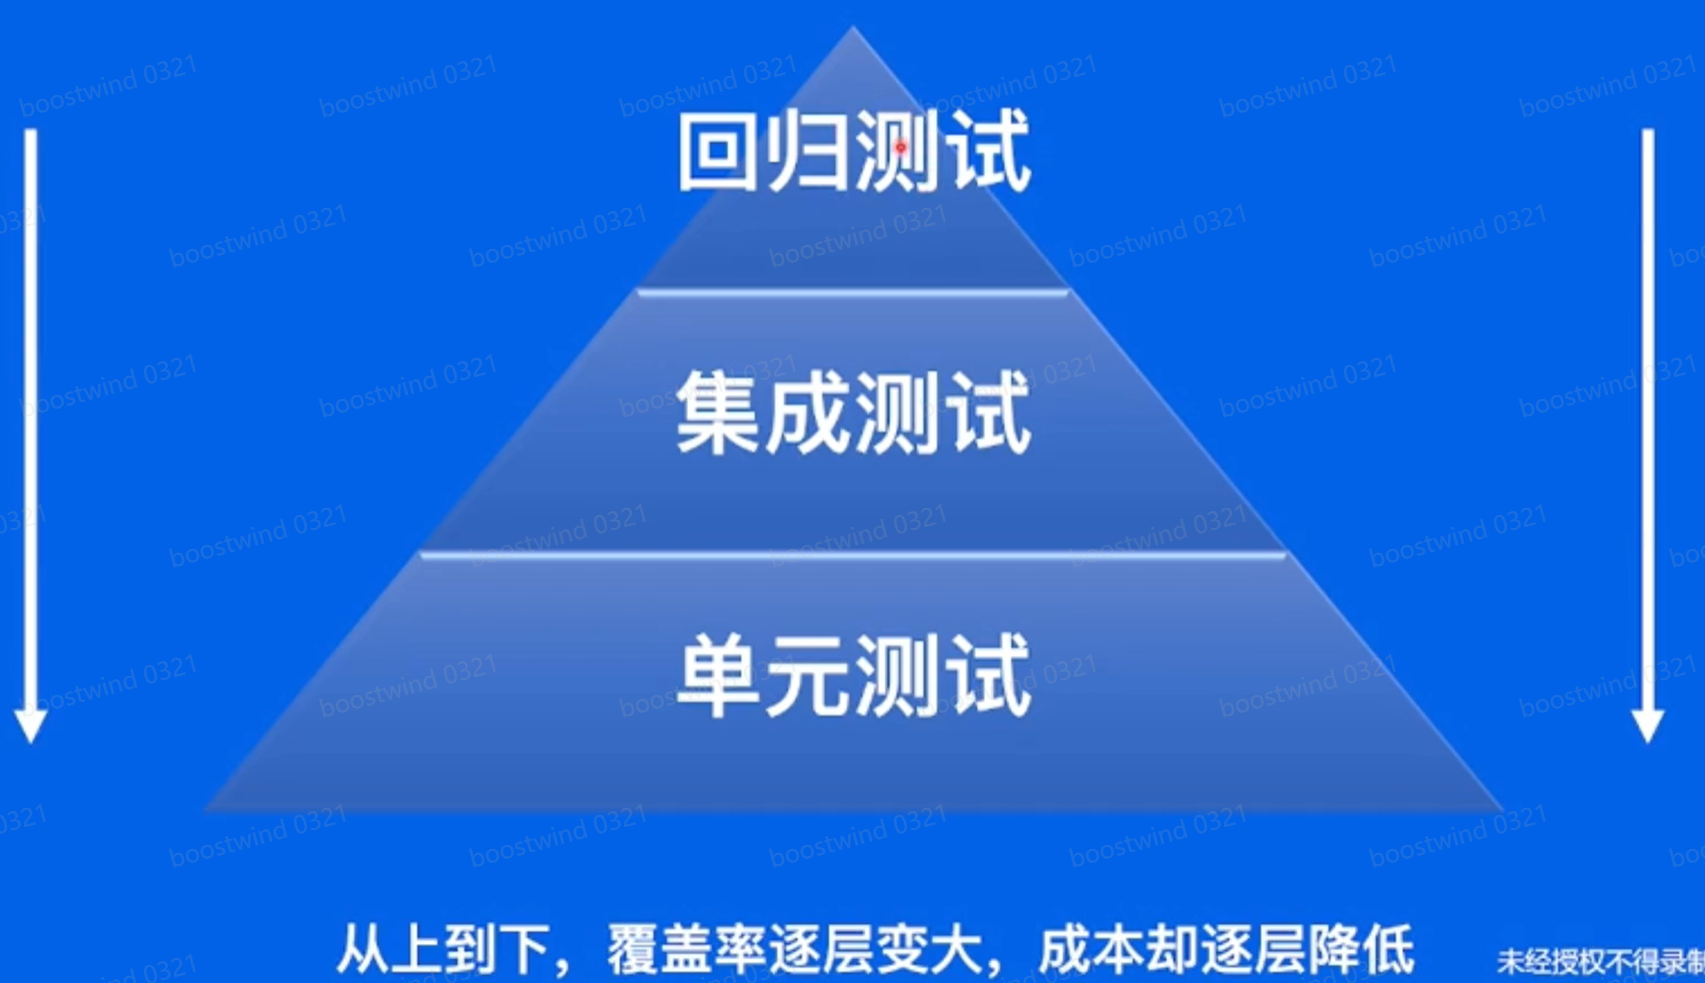 回归测试
集成测试
单元测试
从上到下，覆盖率逐层变大，成本却逐层降低
未经授权不得录制
boostwind 0321